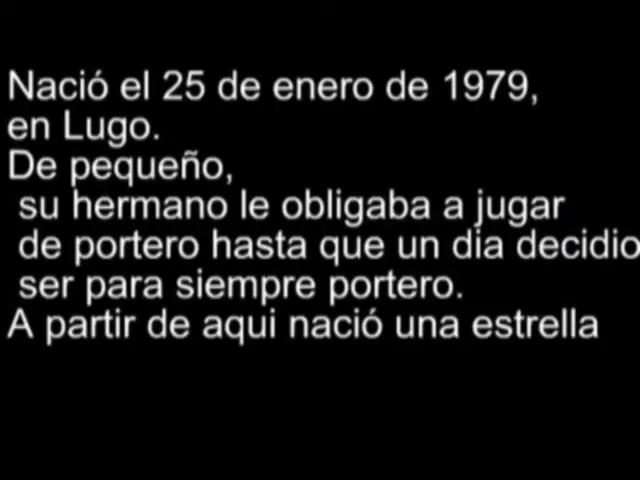 Nació el 25 de enero de 1979,
en Lugo.
De pequeño,
su hermano le obligaba a jugar
de portero hasta que un dia decidio
ser para siempre portero.
A partir de aqui nació una estrella